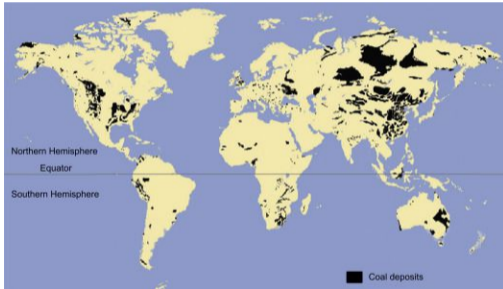 Northern Hemisphere
Equator
Southern Hemisphere
Coal deposits